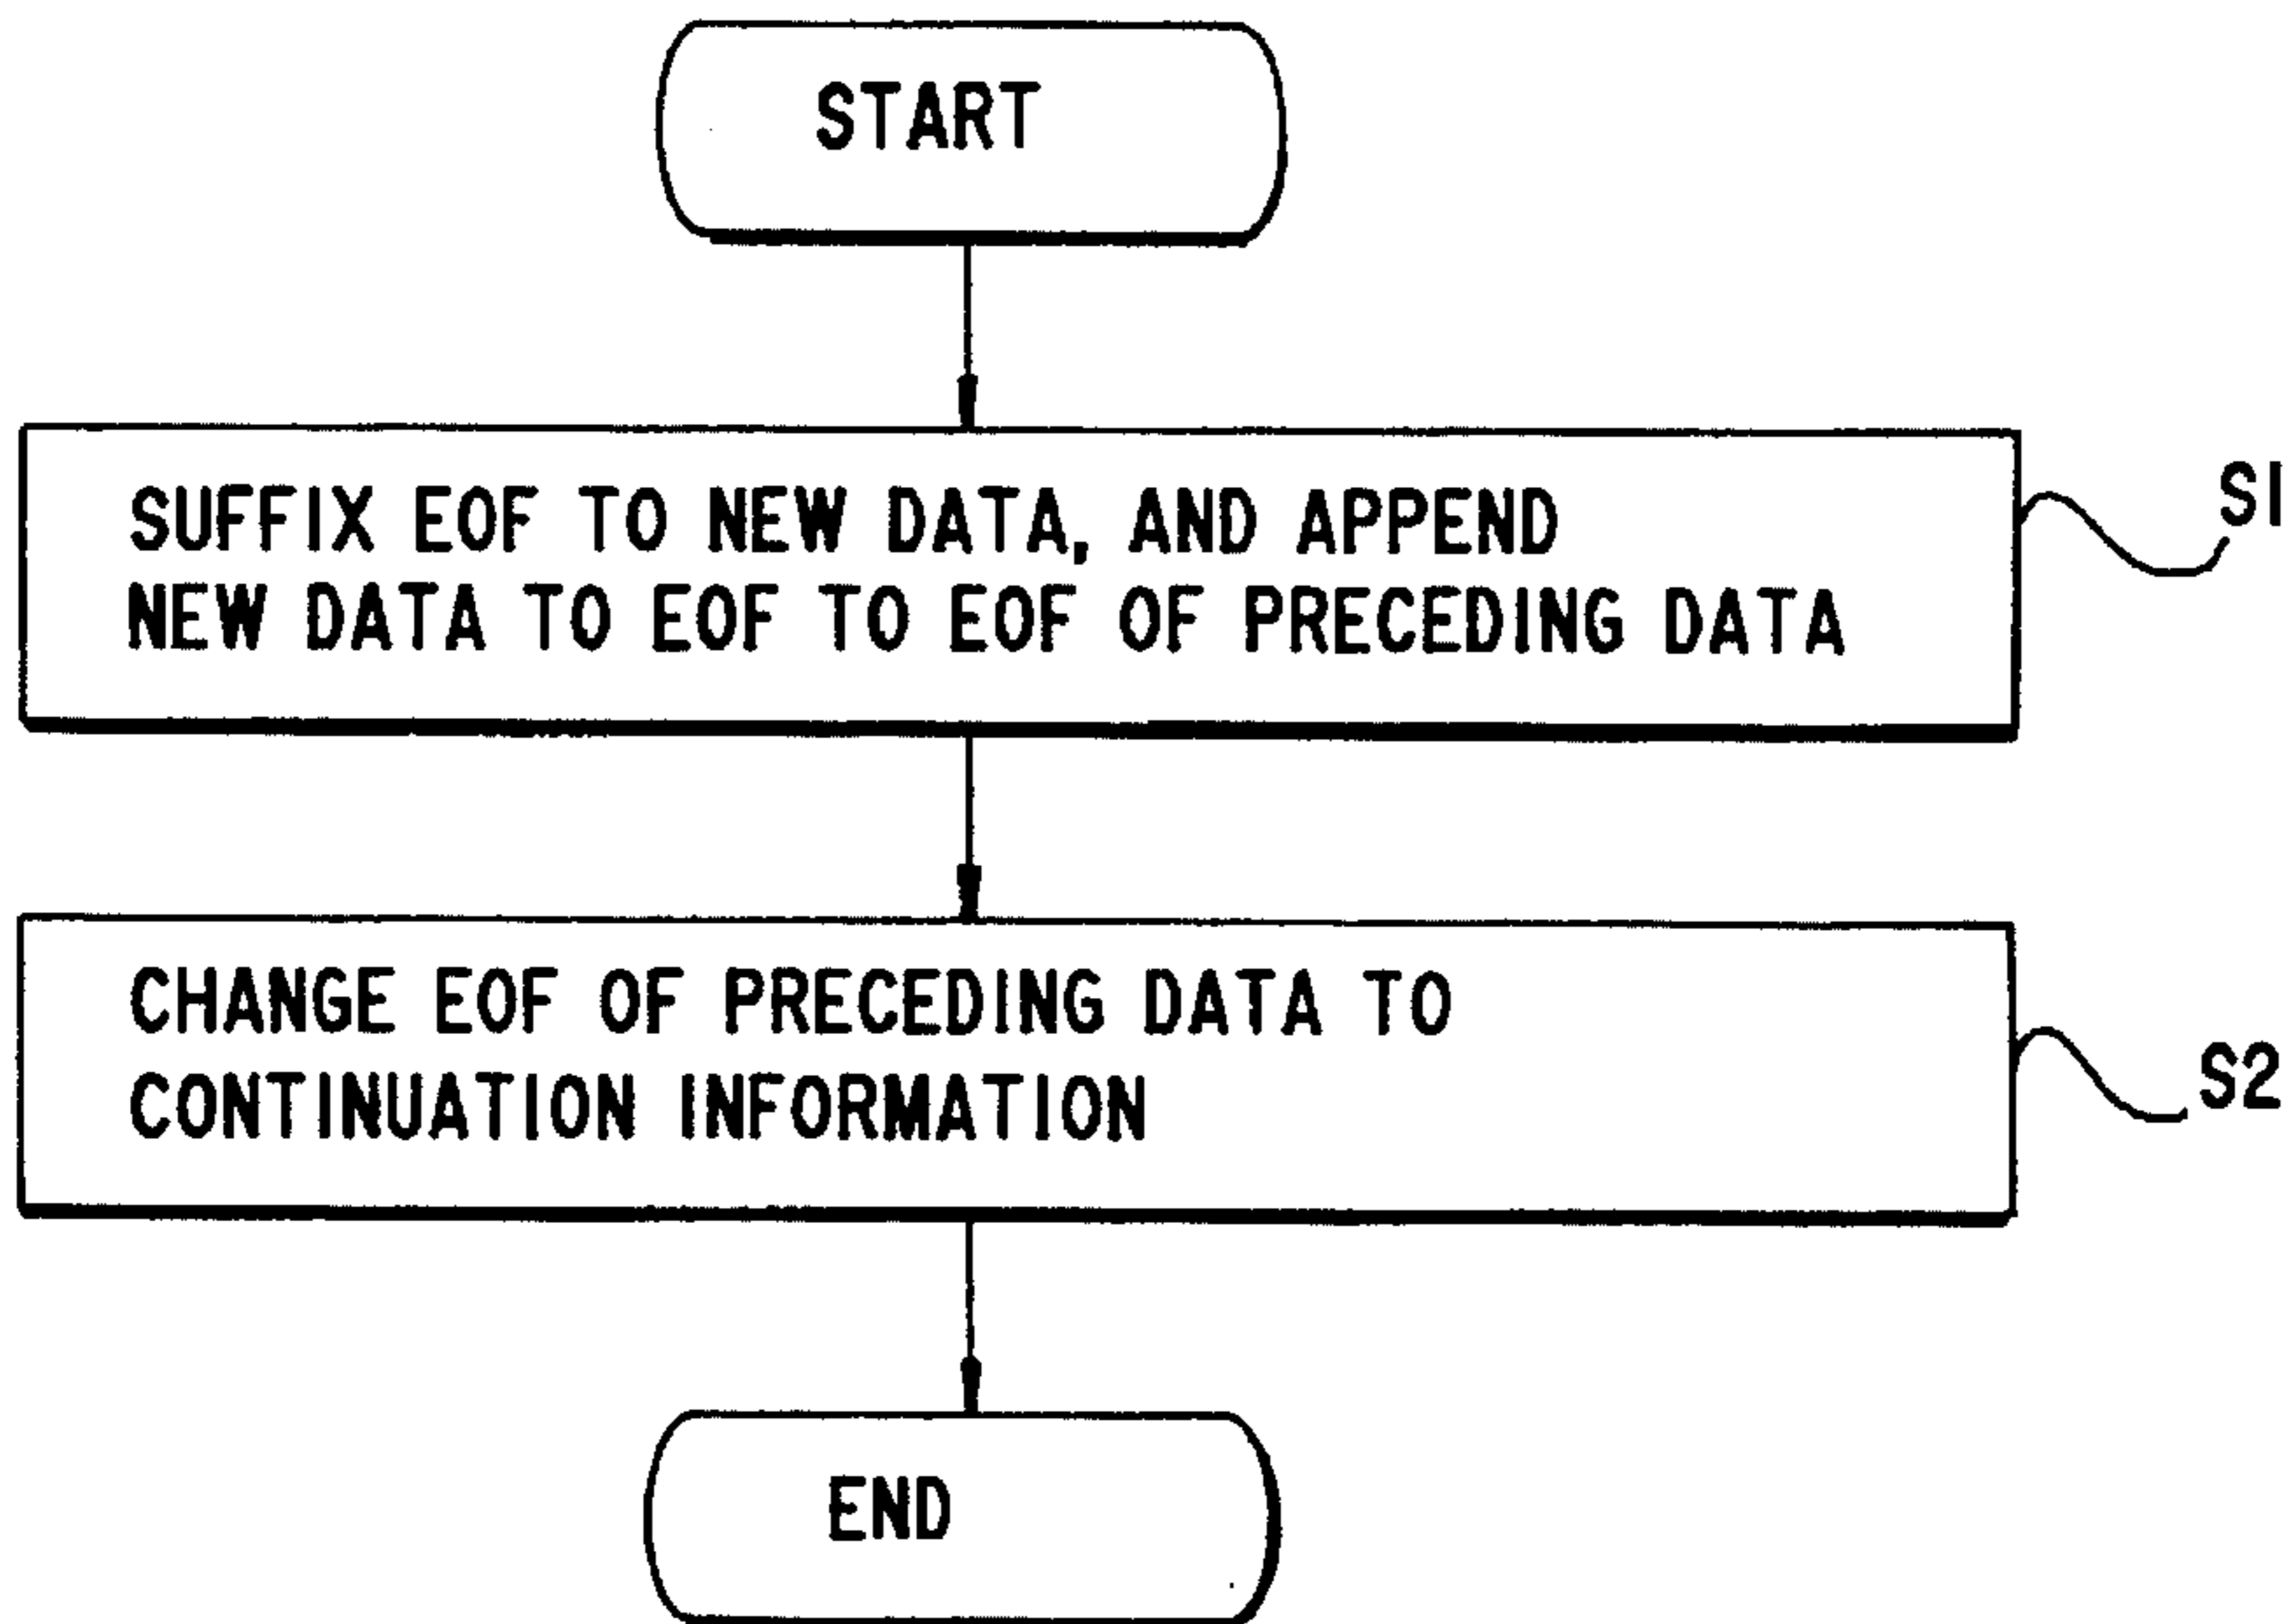 START
SUFFIX EOF TO NEW DATA, AND APPEND
NEW DATA TO EOF TO EOF OF PRECEDING DATA
S1
CHANGE EOF OF PRECEDING DATA TO
CONTINUATION INFORMATION
S2
END